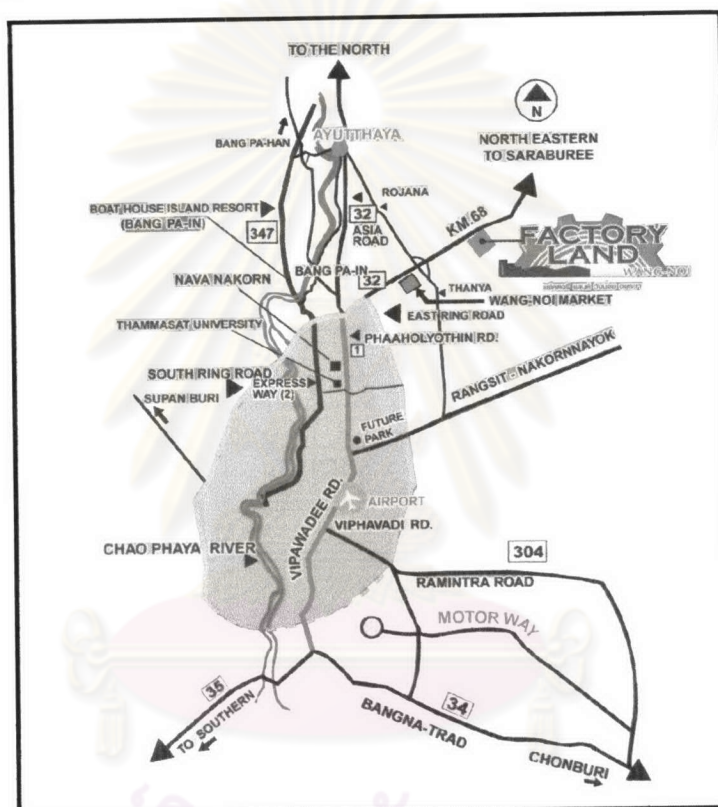 TO THE NORTH
N
AYUTTHAYA
BANG PA-HAN
NORTH EASTERN
TO SARABUREE
ROJANA
BOAT HOUSE ISLAND RESORT
(BANG PA-IN)
32
ASIA
ROAD
347
KM.68
FACTORY
LAND
WANG-NOI
BANG PA-IN
32
NAVA NAKORN
THANYA
WANG-NOI MARKET
EAST RING ROAD
THAMMASAT UNIVERSITY
PHAAHOLYOTHIN RD.
1
SOUTH RING ROAD
EXPRESS
WAY (2)
SUPAN BURI
RANGSIT - NAKORNNAYOK
FUTURE
PARK
AIRPORT
VIPAWADEE RD.
VIPHAVADI RD.
CHAO PHAYA RIVER
304
RAMINTRA ROAD
MOTOR WAY
35
TO SOUTHERN
34
BANGNA-TRAD
CHONBURI